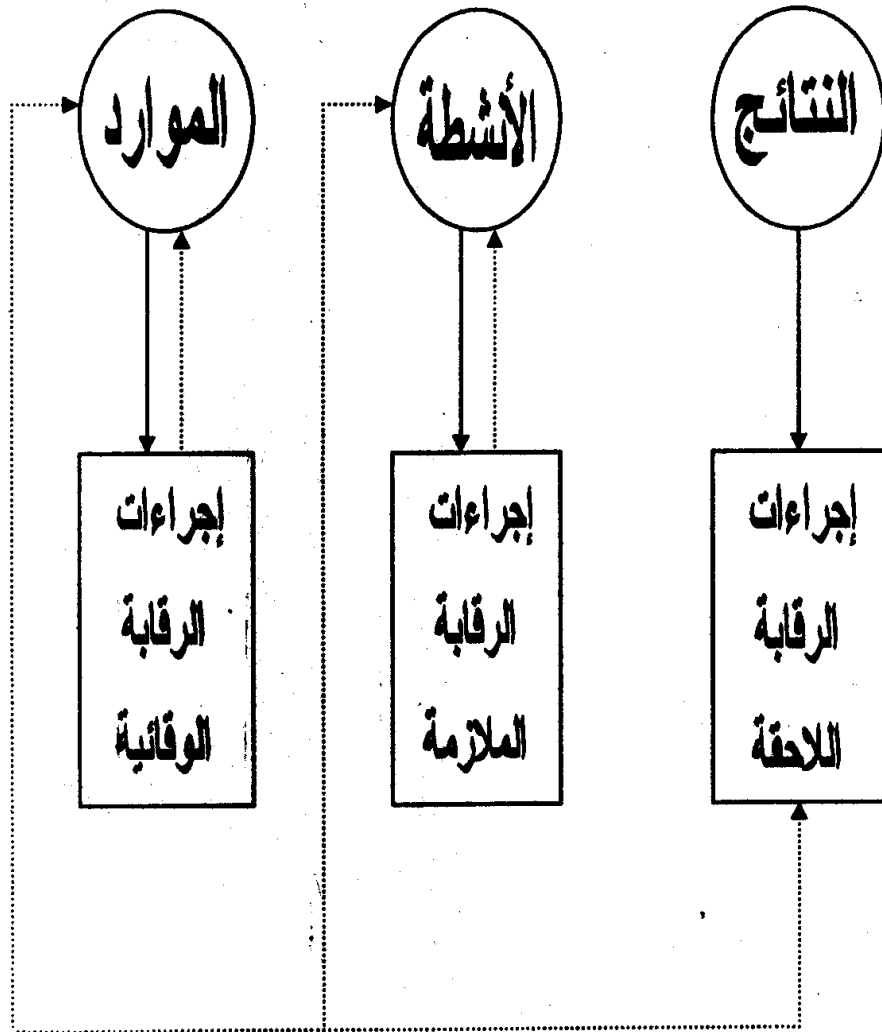 النتائج
الأنشطة
الموارد
إجراءات
الرقابة
اللاحقة
إجراءات
الرقابة
الملازمة
إجراءات
الرقابة
الوقائية